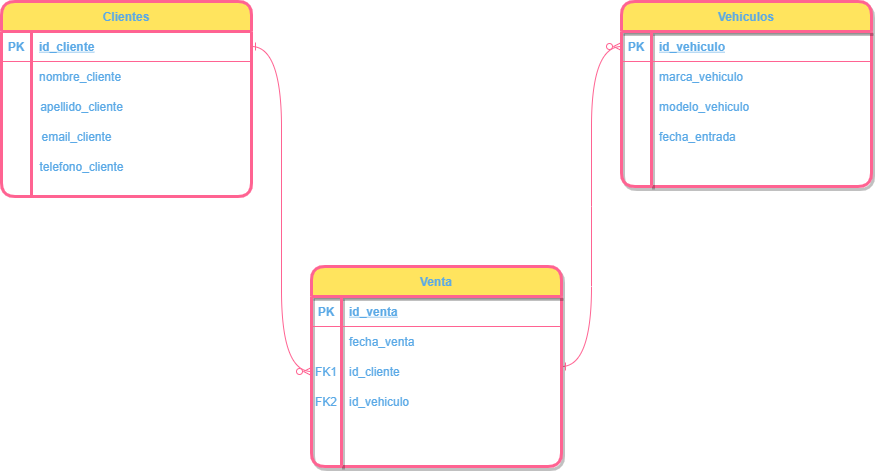 Clientes
PK id_cliente
nombre_cliente
apellido_cliente
email_cliente
telefono_cliente
Vehiculos
PK id_vehiculo
marca_vehiculo
modelo_vehiculo
fecha_entrada
Venta
PK id_venta
fecha_venta
FK1 id_cliente
FK2 id_vehiculo